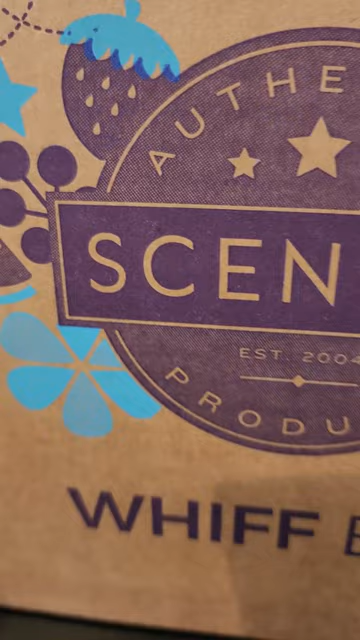 AUTHE
SCEN
EST. 2004
PRODU
WHIFF